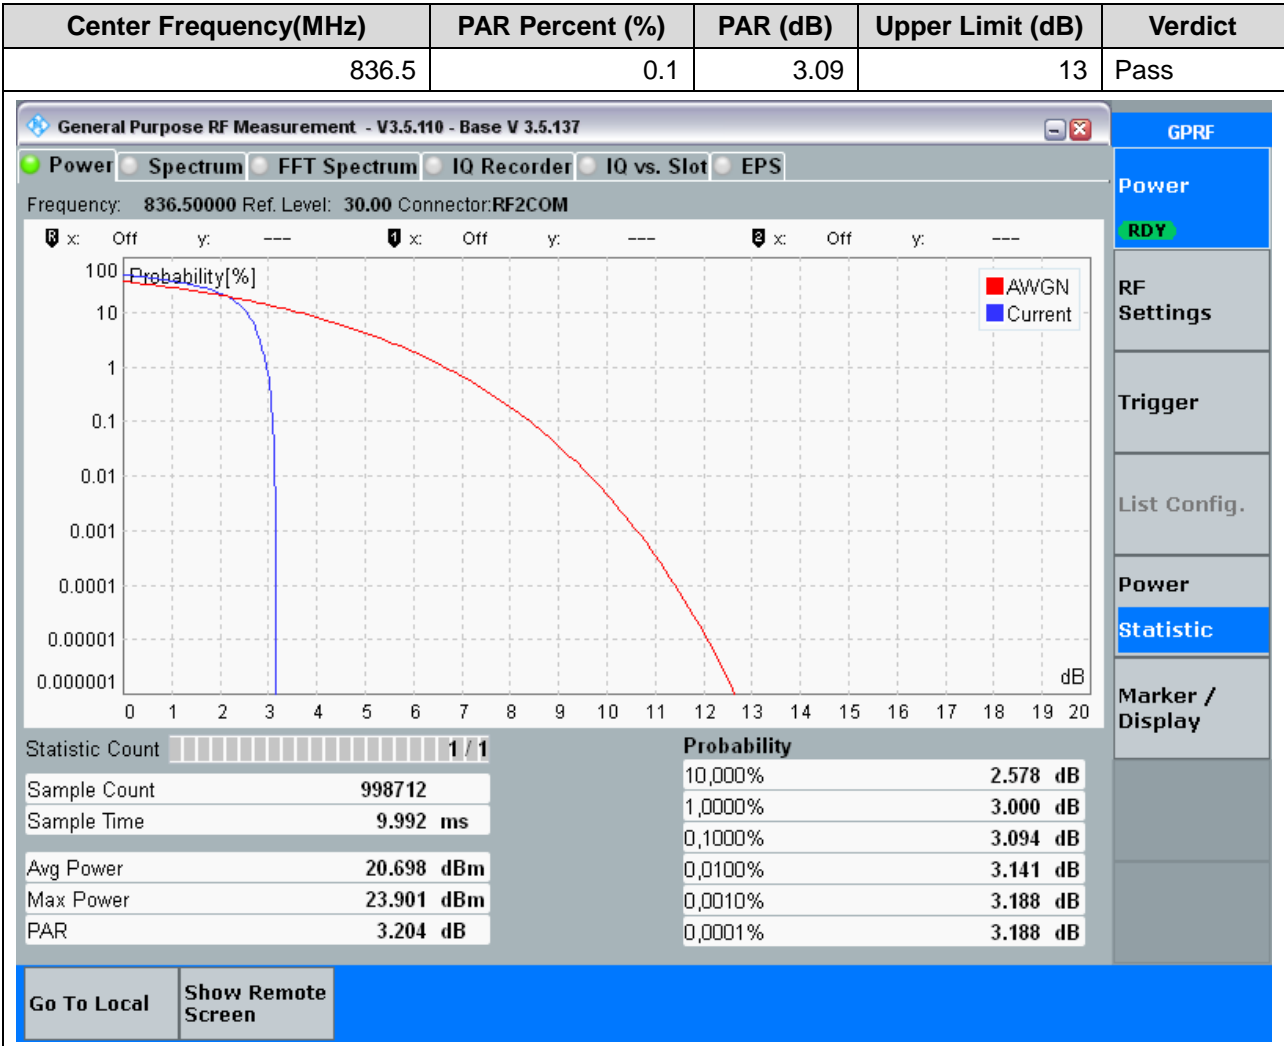 Center Frequency(MHz) PAR Percent (%) PAR (dB) Upper Limit (dB) Verdict
836.5 0.1 3.09 13 Pass
General Purpose RF Measurement - V3.5.110 - Base V 3.5.137
GPRF
Power Spectrum FFT Spectrum IQ Recorder IQ vs. Slot EPS
Frequency: 836.50000 Ref. Level: 30.00 Connector:RF2COM
R x: Off y: --- 1 x: Off y: --- 2 x: Off y: ---
Probability[%]
100
10
1
0.1
0.01
0.001
0.0001
0.00001
0.000001
AWGN
Current
dB
0 1 2 3 4 5 6 7 8 9 10 11 12 13 14 15 16 17 18 19 20
Statistic Count 1 / 1
Sample Count 998712
Sample Time 9.992 ms
Avg Power 20.698 dBm
Max Power 23.901 dBm
PAR 3.204 dB
Probability
10,000% 2.578 dB
1,0000% 3.000 dB
0,1000% 3.094 dB
0,0100% 3.141 dB
0,0010% 3.188 dB
0,0001% 3.188 dB
Power
RDY
RF
Settings
Trigger
List Config.
Power
Statistic
Marker /
Display
Go To Local
Show Remote
Screen